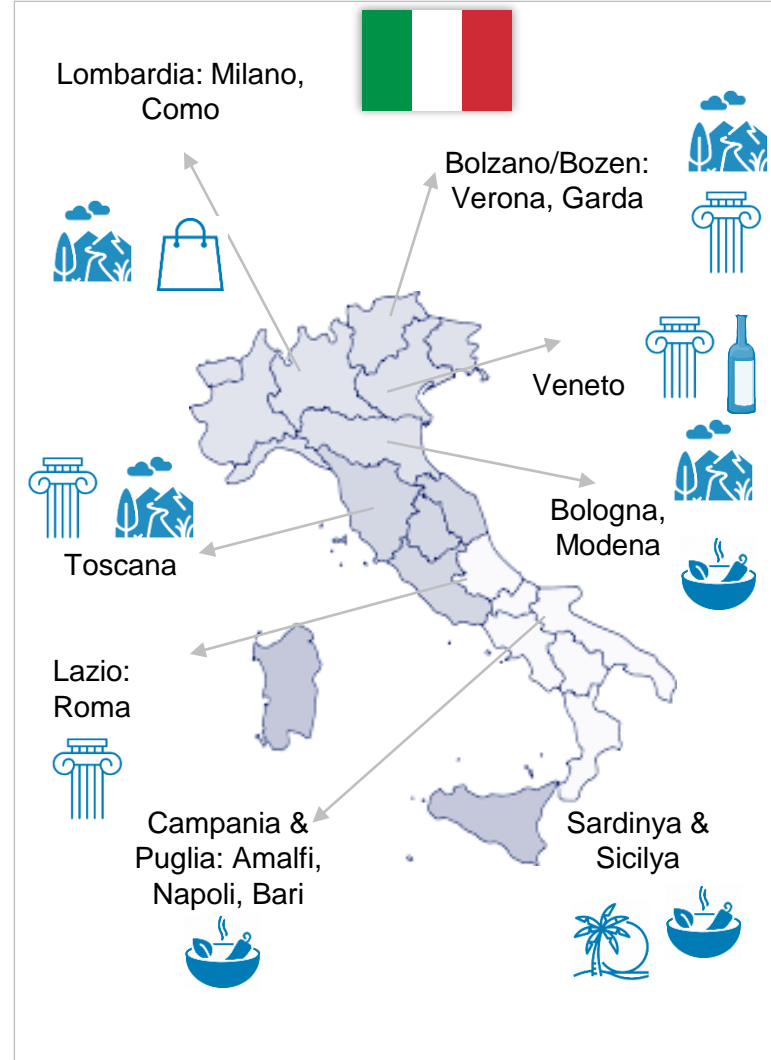 Lombardia: Milano,
Como
Bolzano/Bozen:
Verona, Garda
Veneto
Bologna,
Modena
Toscana
Lazio:
Roma
Campania &
Puglia: Amalfi,
Napoli, Bari
Sardinya &
Sicilya